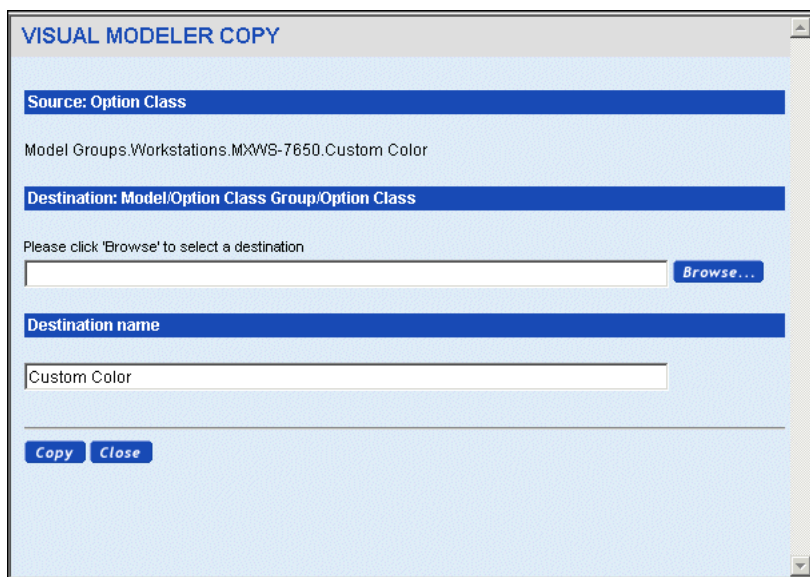 VISUAL MODELER COPY
Source: Option Class
Model Groups.Workstations.MXWS-7650.Custom Color
Destination: Model/Option Class Group/Option Class
Please click 'Browse' to select a destination
Browse...
Destination name
Custom Color
Copy Close